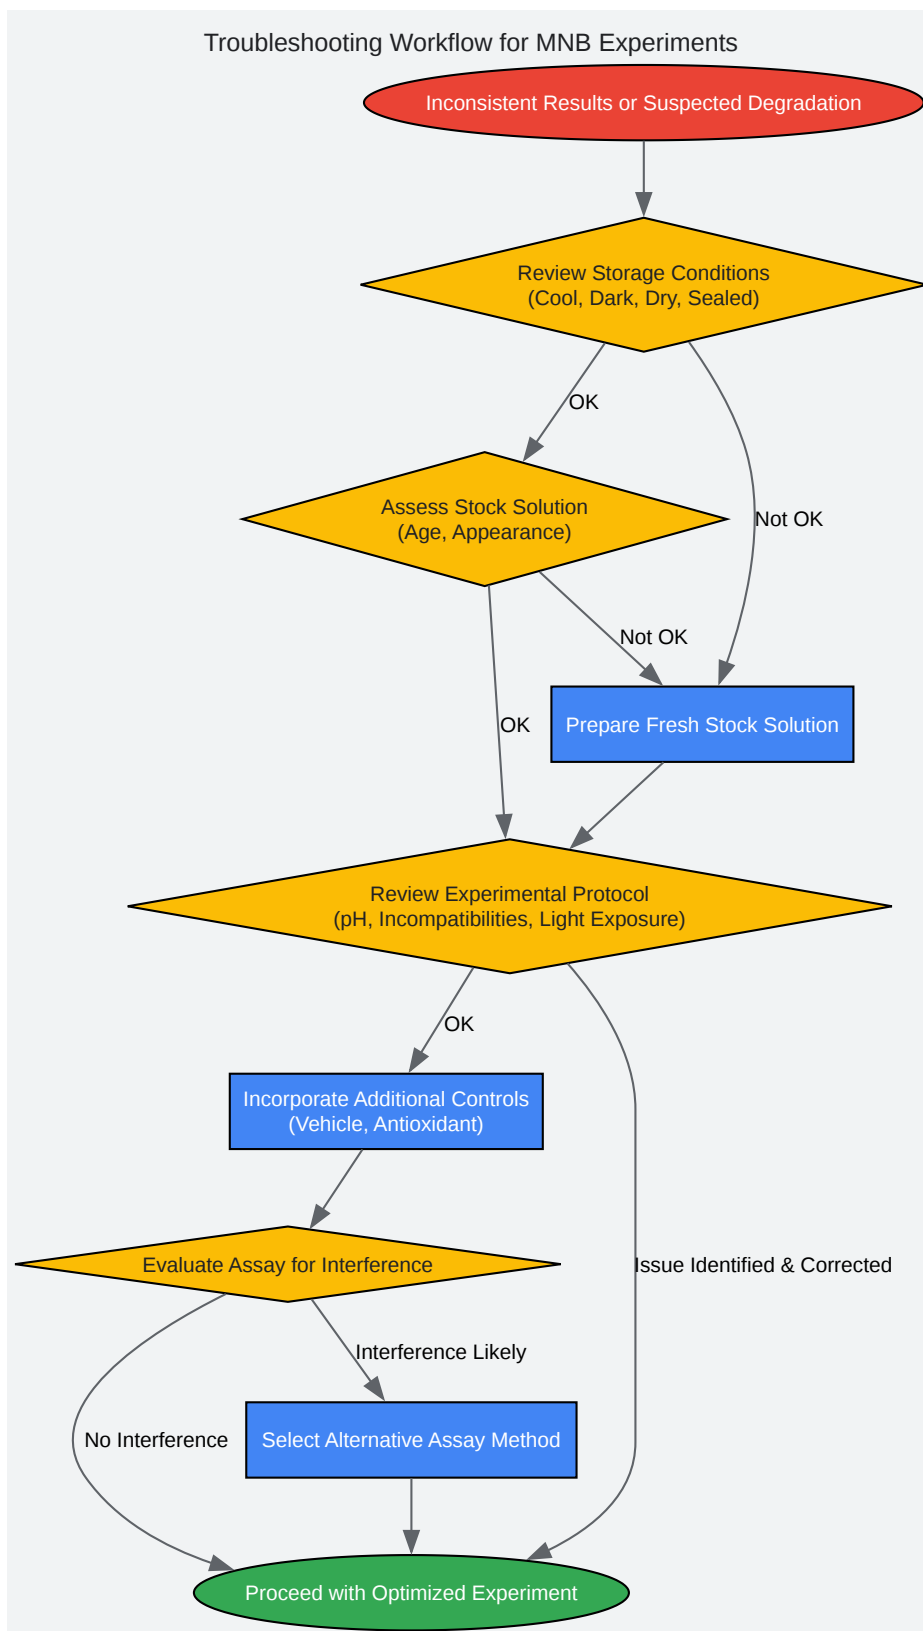 Troubleshooting Workflow for MNB Experiments
Inconsistent Results or Suspected Degradation
Review Storage Conditions
(Cool, Dark, Dry, Sealed)
OK
Assess Stock Solution
(Age, Appearance)
Not OK
Not OK
OK
Prepare Fresh Stock Solution
Review Experimental Protocol
(pH, Incompatibilities, Light Exposure)
OK
Incorporate Additional Controls
(Vehicle, Antioxidant)
Evaluate Assay for Interference
Issue Identified & Corrected
Interference Likely
No Interference
Select Alternative Assay Method
Proceed with Optimized Experiment